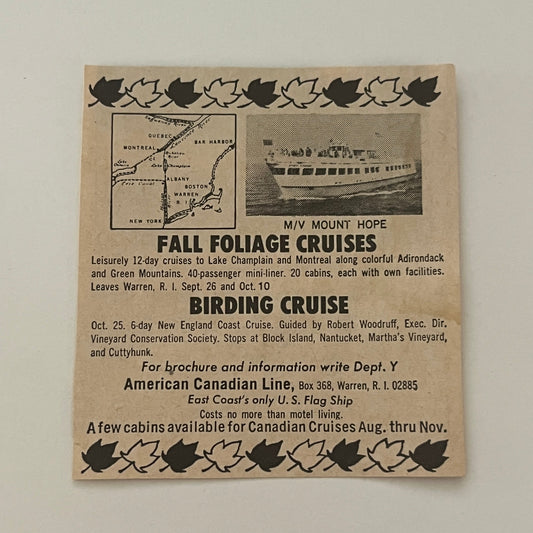 QUEBEC
MONTREAL
BAR HARBOR
Lake Champlain
Erie Canal
ALBANY
BOSTON
WARREN
R. I.
NEW YORK
M/V MOUNT HOPE
FALL FOLIAGE CRUISES
Leisurely 12-day cruises to Lake Champlain and Montreal along colorful Adirondack
and Green Mountains. 40-passenger mini-liner. 20 cabins, each with own facilities.
Leaves Warren, R. I. Sept. 26 and Oct. 10
BIRDING CRUISE
Oct. 25. 6-day New England Coast Cruise. Guided by Robert Woodruff, Exec. Dir.
Vineyard Conservation Society. Stops at Block Island, Nantucket, Martha's Vineyard,
and Cuttyhunk.
For brochure and information write Dept. Y
American Canadian Line, Box 368, Warren, R. I. 02885
East Coast's only U. S. Flag Ship
Costs no more than motel living.
A few cabins available for Canadian Cruises Aug. thru Nov.